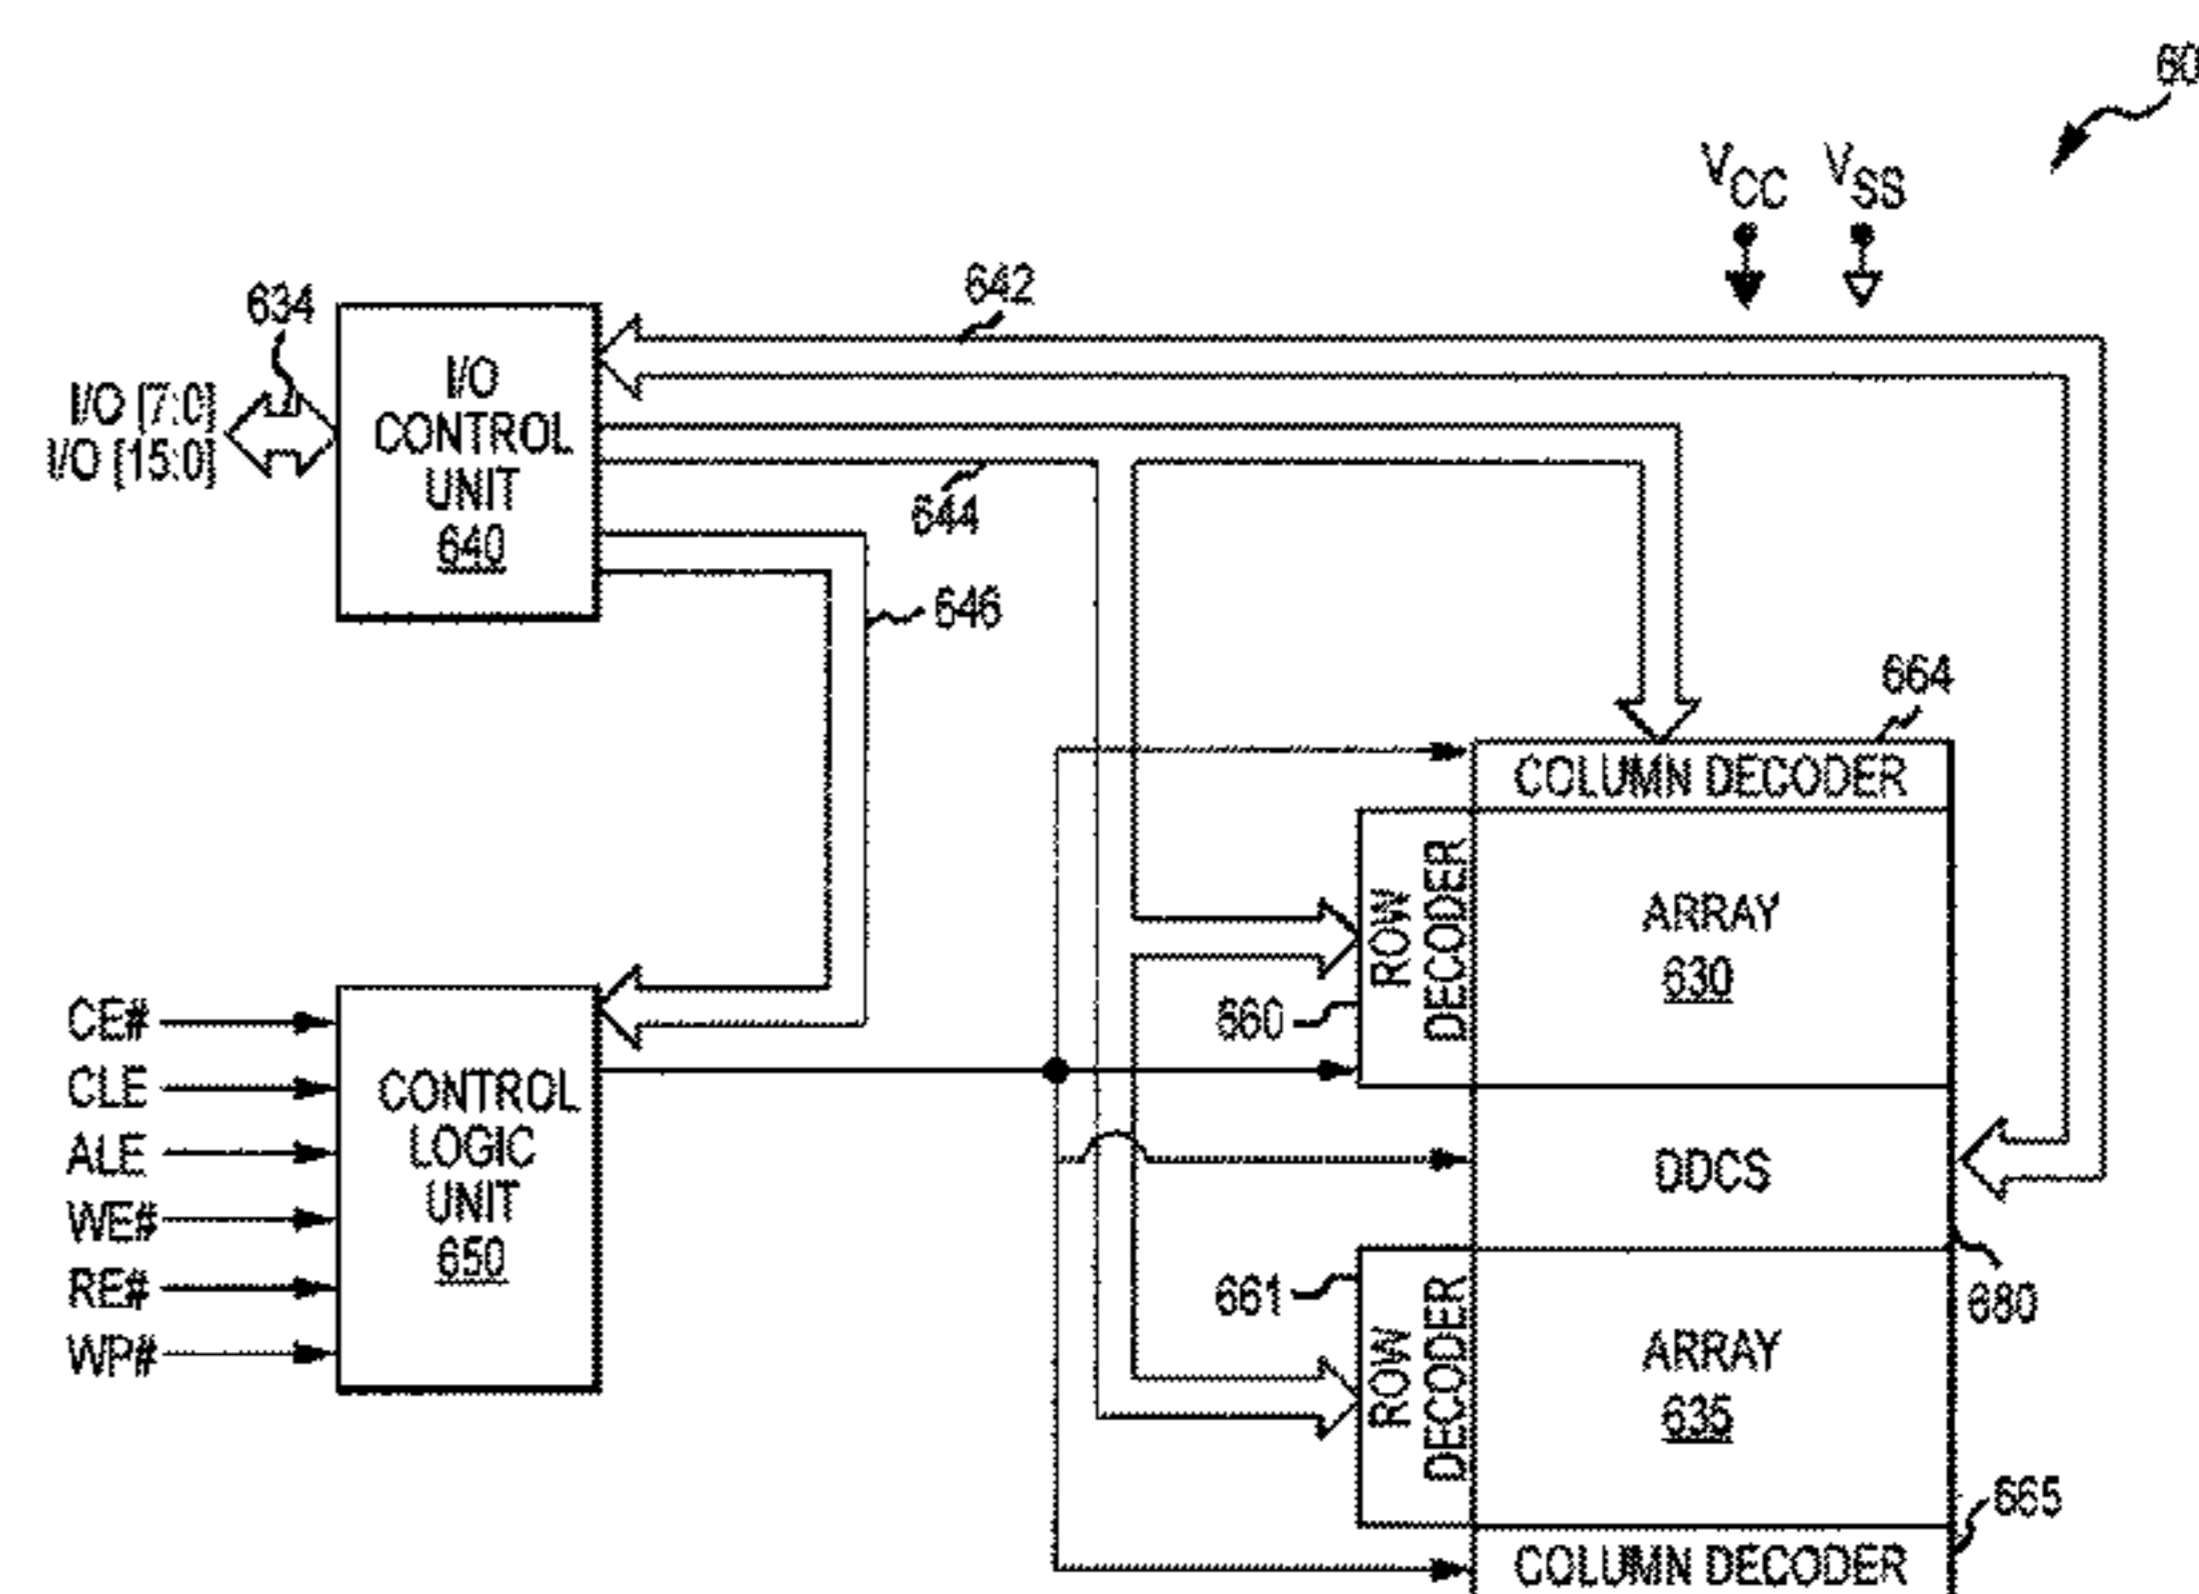 60
VCC VSS
642
634
I/O [7:0]
I/O [15:0]
I/O
CONTROL
UNIT
640
644
646
664
COLUMN DECODER
ROW
DECODER
ARRAY
630
660
CE#
CLE
ALE
WE#
RE#
WP#
CONTROL
LOGIC
UNIT
650
DDCS
680
661
ROW
DECODER
ARRAY
635
665
COLUMN DECODER